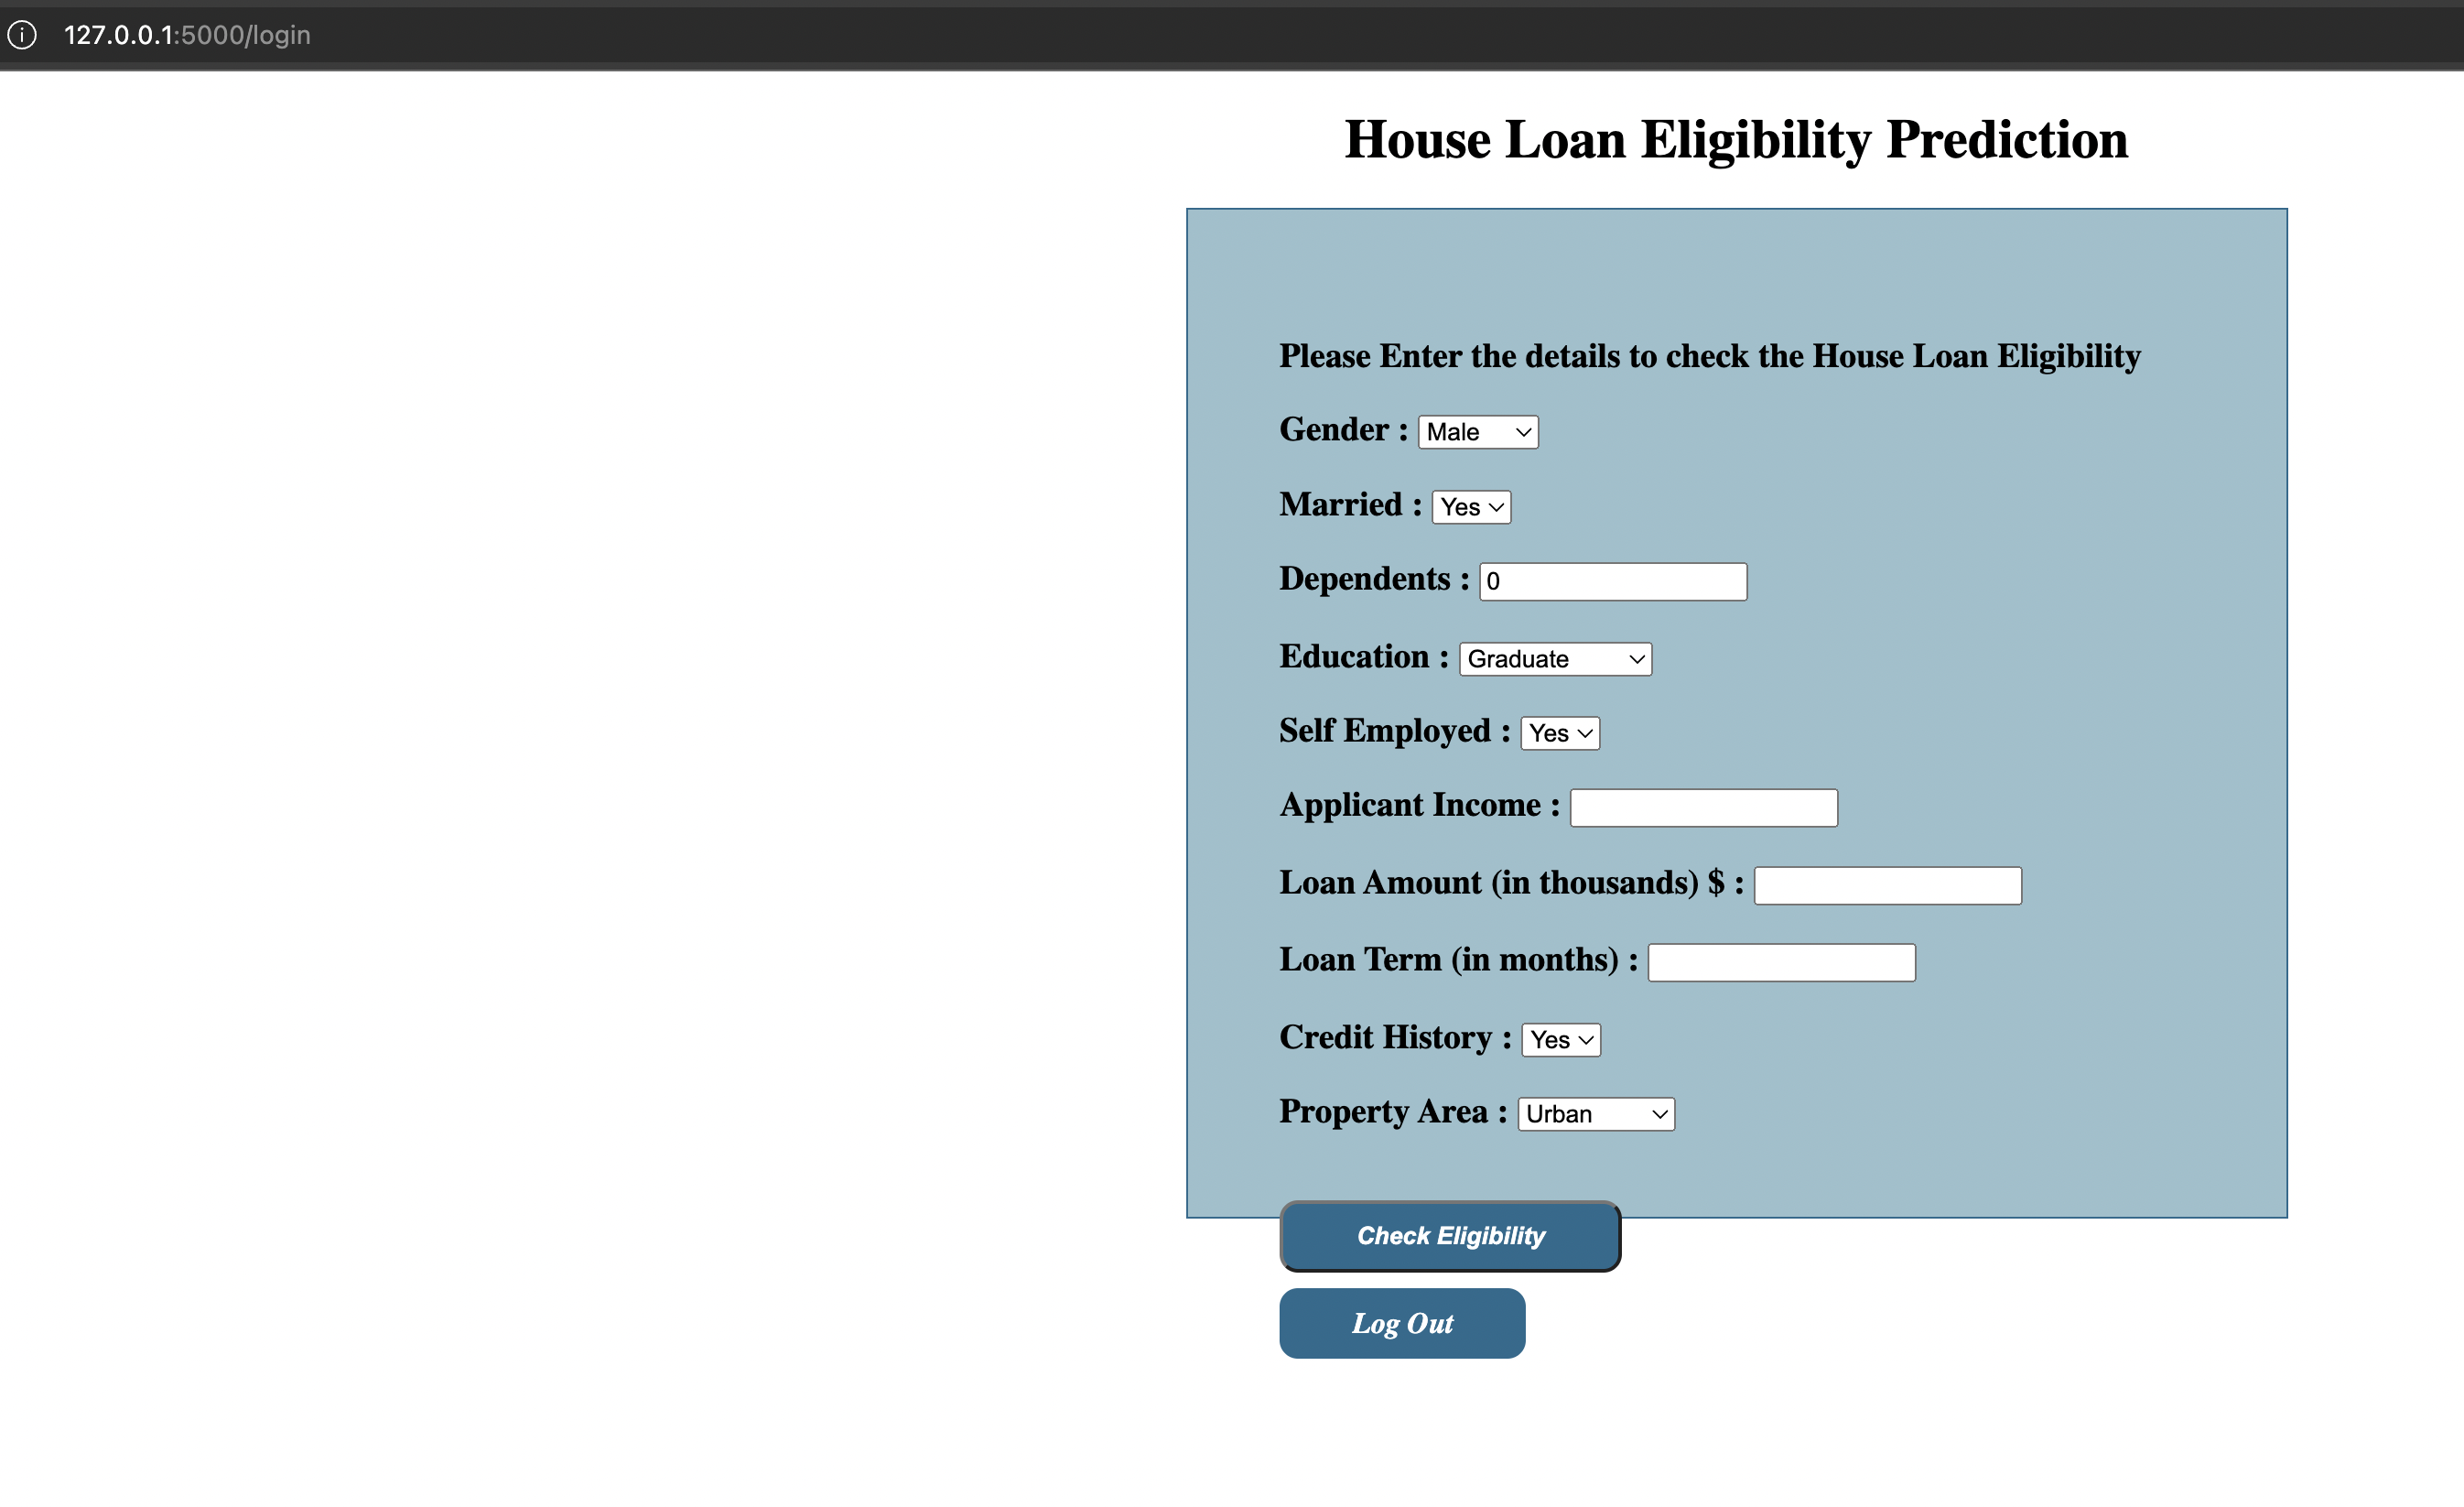 127.0.0.1:5000/login
House Loan Eligibility Prediction
Please Enter the details to check the House Loan Eligibility
Gender : Male
Married : Yes
Dependents : 0
Education : Graduate
Self Employed : Yes
Applicant Income :
Loan Amount (in thousands) $ :
Loan Term (in months) :
Credit History : Yes
Property Area : Urban
Check Eligibility
Log Out